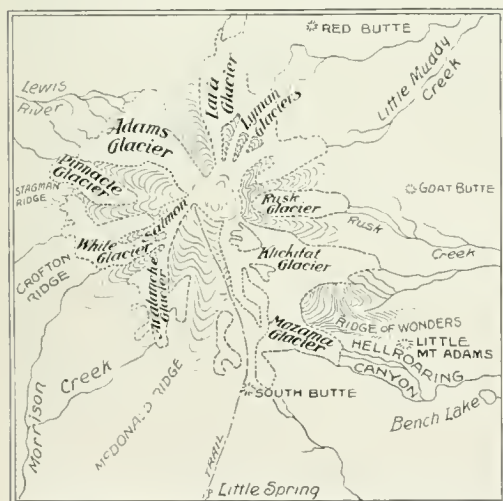 RED BUTTE
Little Muddy
Creek
Lewis
River
Lava
Glacier
Lyman
Glaciers
Adams
Glacier
Pinnacle
Glacier
STAGMAN
RIDGE
GOAT BUTTE
Rusk
Glacier
Rusk
Creek
Salmon
White
Glacier
CROFTON
RIDGE
Klickitat
Glacier
Avalanche
Glacier
Mazama
Glacier
RIDGE OF WONDERS
HELLROARING
CANYON
LITTLE
MT ADAMS
Bench Lake
Morrison
Creek
McDONALD RIDGE
SOUTH BUTTE
TRAIL
Little Spring